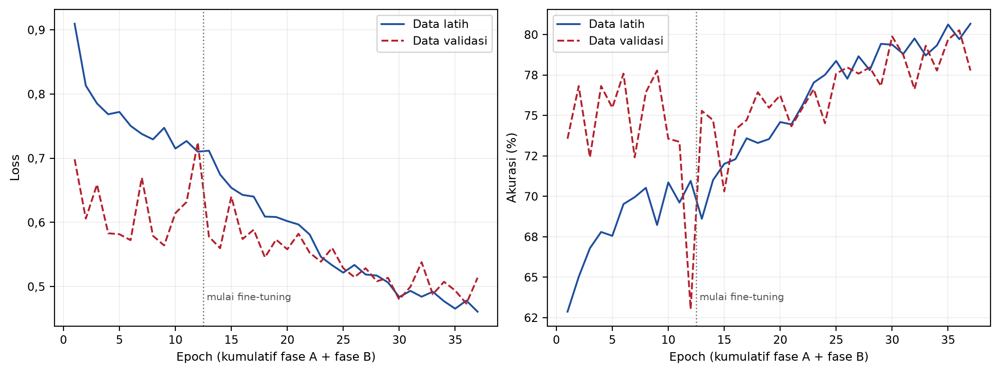 Loss
0,9
0,8
0,7
0,6
0,5
Data latih
Data validasi
mulai fine-tuning
0 5 10 15 20 25 30 35
Epoch (kumulatif fase A + fase B)
Akurasi (%)
80
78
75
72
70
68
65
62
Data latih
Data validasi
mulai fine-tuning
0 5 10 15 20 25 30 35
Epoch (kumulatif fase A + fase B)